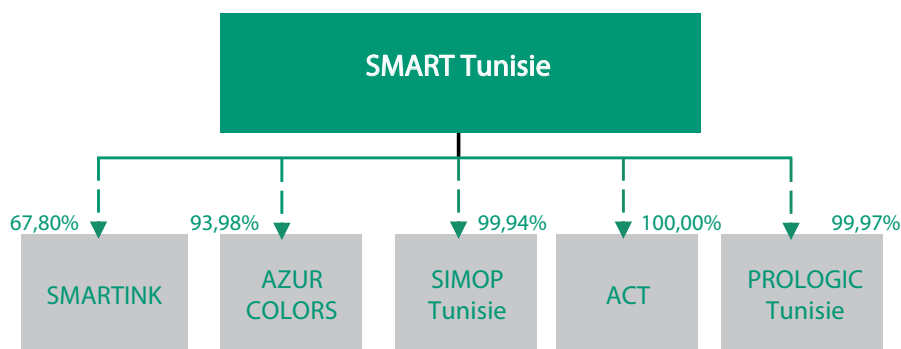 SMART Tunisie
67,80%
93,98%
99,94%
100,00%
99,97%
SMARTINK
AZUR
COLORS
SIMOP
Tunisie
ACT
PROLOGIC
Tunisie